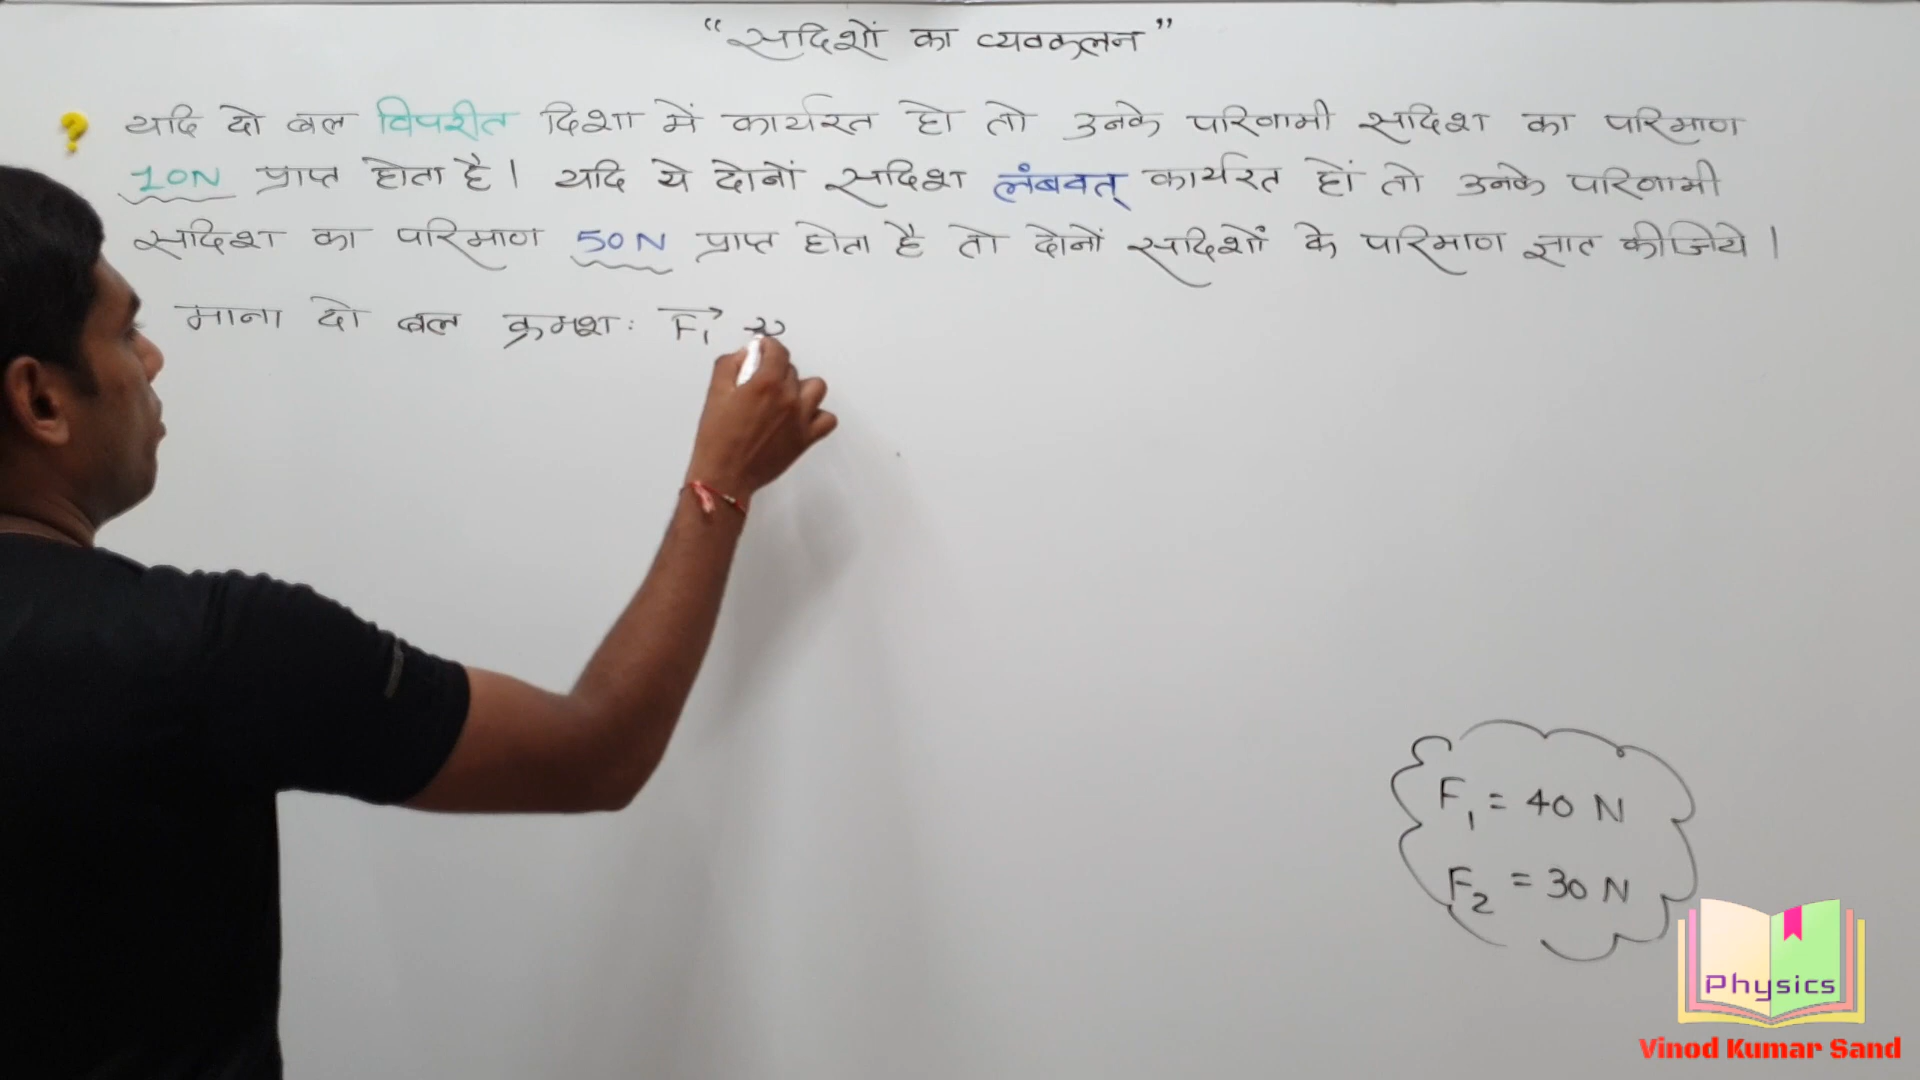 “सदिशों का व्यवकलन”
? यदि दो बल विपरीत दिशा में कार्यरत हो तो उनके परिणामी सदिश का परिमाण
10N प्राप्त होता है। यदि ये दोनों सदिश लंबवत् कार्यरत हों तो उनके परिणामी
सदिश का परिमाण 50N प्राप्त होता है तो दोनों सदिशों के परिमाण ज्ञात कीजिये।
माना दो बल क्रमशः F₁⃗
F₁ = 40 N
F₂ = 30 N
Physics
Vinod Kumar Sand